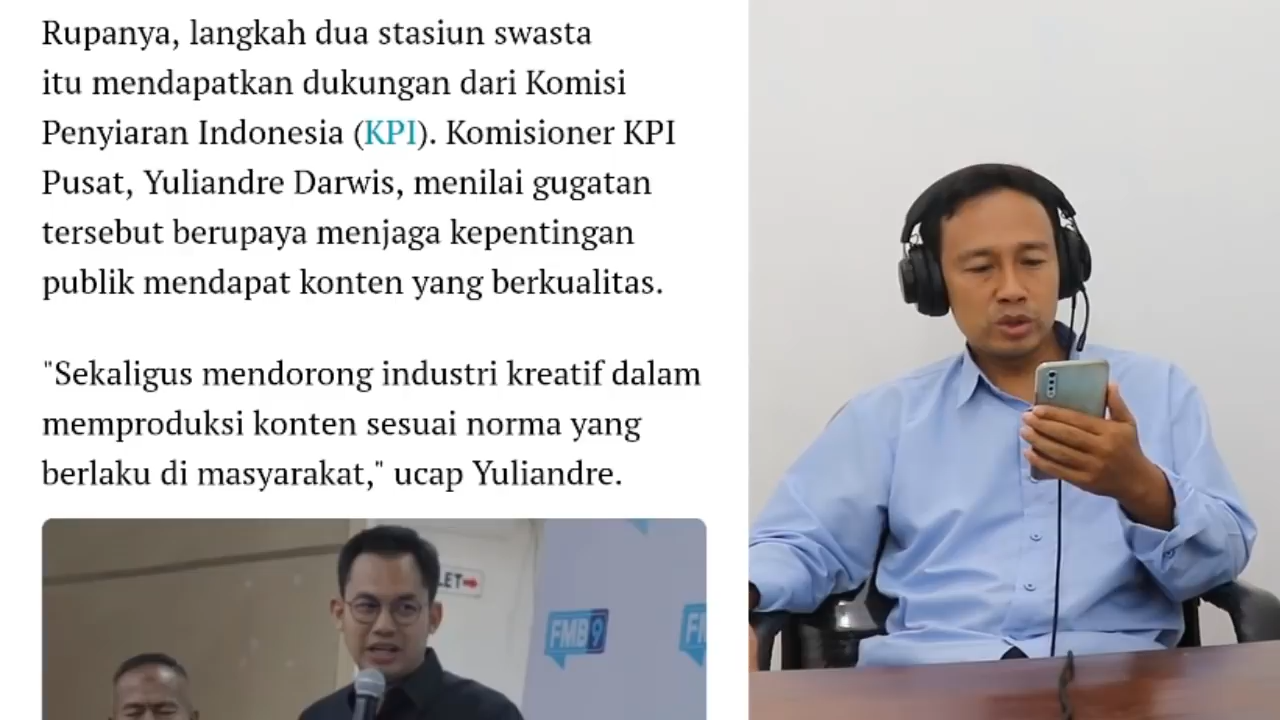 Rupanya, langkah dua stasiun swasta
itu mendapatkan dukungan dari Komisi
Penyiaran Indonesia (KPI). Komisioner KPI
Pusat, Yuliandre Darwis, menilai gugatan
tersebut berupaya menjaga kepentingan
publik mendapat konten yang berkualitas.
"Sekaligus mendorong industri kreatif dalam
memproduksi konten sesuai norma yang
berlaku di masyarakat," ucap Yuliandre.
LET
FMB9